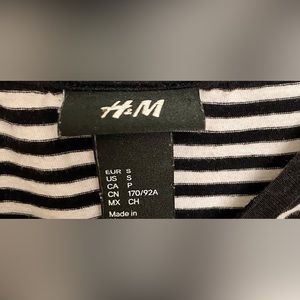 H&M
EUR S
US S
CA P
CN 170/92A
MX CH
Made in